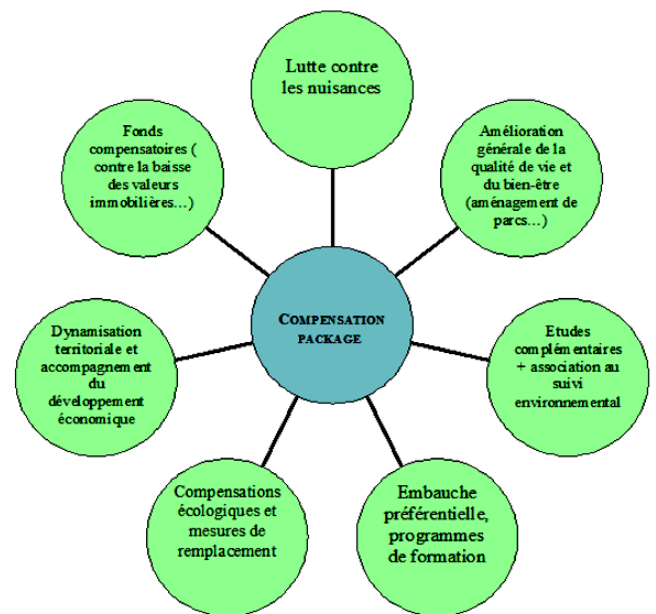 Lutte contre
les nuisances
Fonds
compensatoires (
contre la baisse
des valeurs
immobilières…)
Amélioration
générale de la
qualité de vie et
du bien-être
(aménagement de
parcs…)
COMPENSATION
PACKAGE
Dynamisation
territoriale et
accompagnement
du
développement
économique
Etudes
complémentaires
+ association au
suivi
environnemental
Compensations
écologiques et
mesures de
remplacement
Embauche
préférentielle,
programmes
de formation